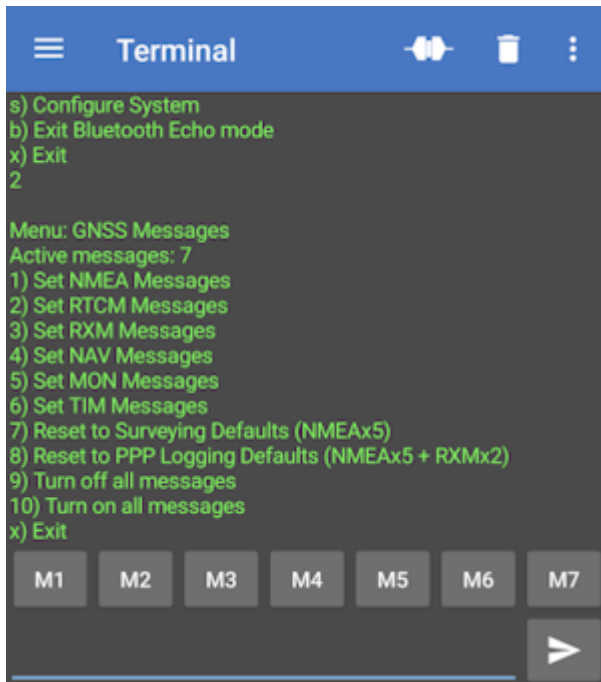 Terminal
s) Configure System
b) Exit Bluetooth Echo mode
x) Exit
2
Menu: GNSS Messages
Active messages: 7
1) Set NMEA Messages
2) Set RTCM Messages
3) Set RXM Messages
4) Set NAV Messages
5) Set MON Messages
6) Set TIM Messages
7) Reset to Surveying Defaults (NMEAx5)
8) Reset to PPP Logging Defaults (NMEAx5 + RXMx2)
9) Turn off all messages
10) Turn on all messages
x) Exit
M1 M2 M3 M4 M5 M6 M7